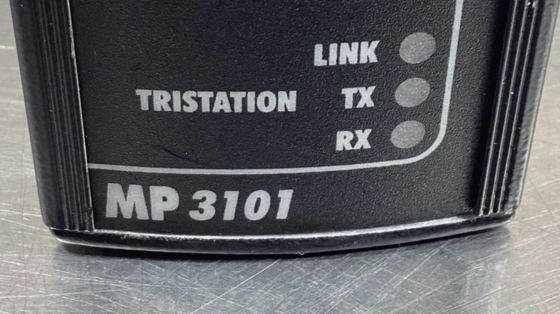 LINK
TRISTATION TX
RX
MP 3101